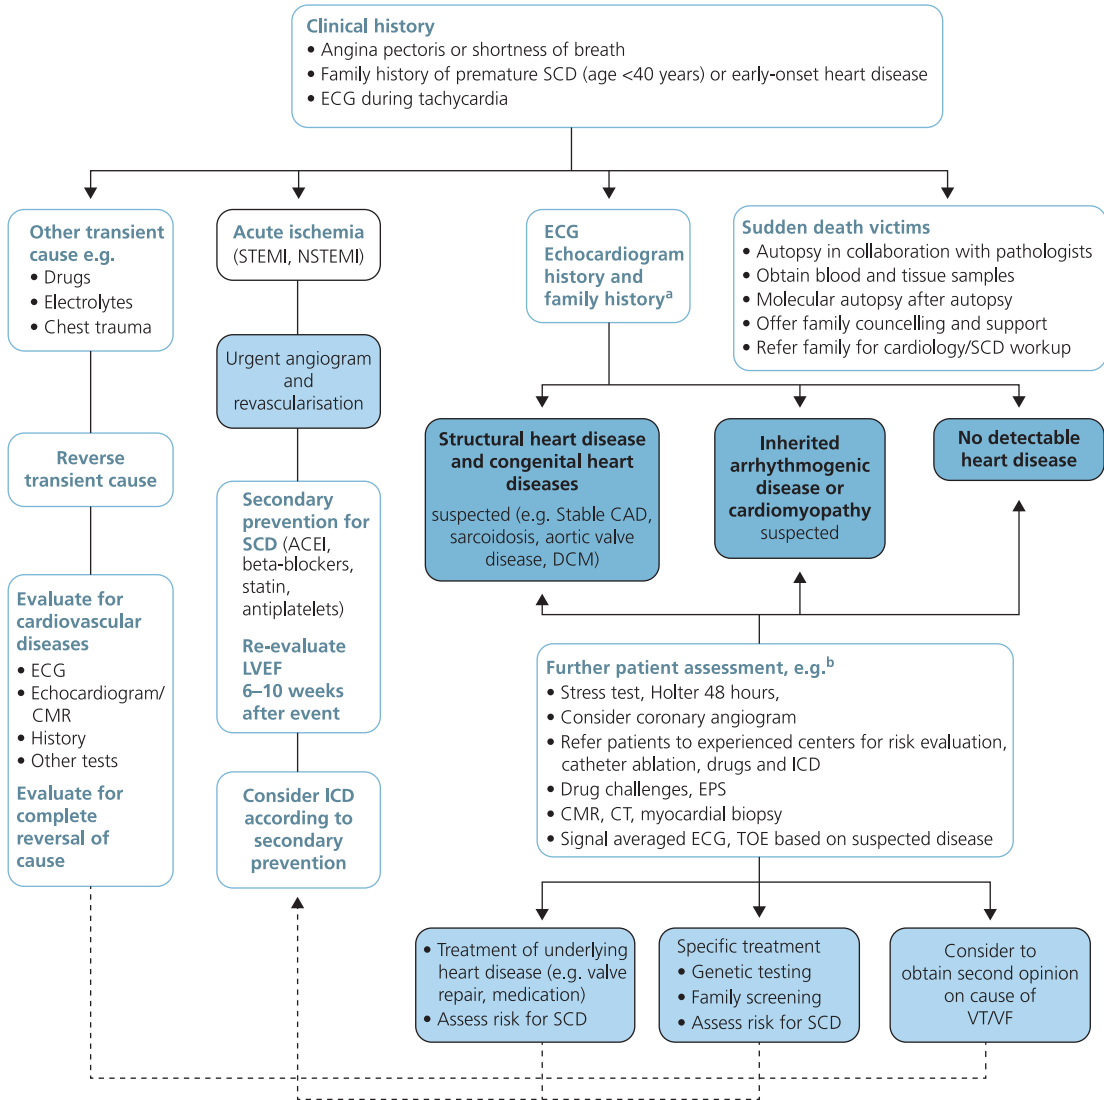 Clinical history
• Angina pectoris or shortness of breath
• Family history of premature SCD (age <40 years) or early-onset heart disease
• ECG during tachycardia
Other transient
cause e.g.
• Drugs
• Electrolytes
• Chest trauma
Reverse
transient cause
Evaluate for
cardiovascular
diseases
• ECG
• Echocardiogram/
CMR
• History
• Other tests
Evaluate for
complete
reversal of
cause
Acute ischemia
(STEMI, NSTEMI)
Urgent angiogram
and
revascularisation
Secondary
prevention for
SCD (ACEI,
beta-blockers,
statin,
antiplatelets)
Re-evaluate
LVEF
6–10 weeks
after event
Consider ICD
according to
secondary
prevention
ECG
Echocardiogram
history and
family historyᵃ
Sudden death victims
• Autopsy in collaboration with pathologists
• Obtain blood and tissue samples
• Molecular autopsy after autopsy
• Offer family councelling and support
• Refer family for cardiology/SCD workup
Structural heart disease
and congenital heart
diseases
suspected (e.g. Stable CAD,
sarcoidosis, aortic valve
disease, DCM)
Inherited
arrhythmogenic
disease or
cardiomyopathy
suspected
No detectable
heart disease
Further patient assessment, e.g.ᵇ
• Stress test, Holter 48 hours,
• Consider coronary angiogram
• Refer patients to experienced centers for risk evaluation,
catheter ablation, drugs and ICD
• Drug challenges, EPS
• CMR, CT, myocardial biopsy
• Signal averaged ECG, TOE based on suspected disease
• Treatment of underlying
heart disease (e.g. valve
repair, medication)
• Assess risk for SCD
Specific treatment
• Genetic testing
• Family screening
• Assess risk for SCD
Consider to
obtain second opinion
on cause of
VT/VF